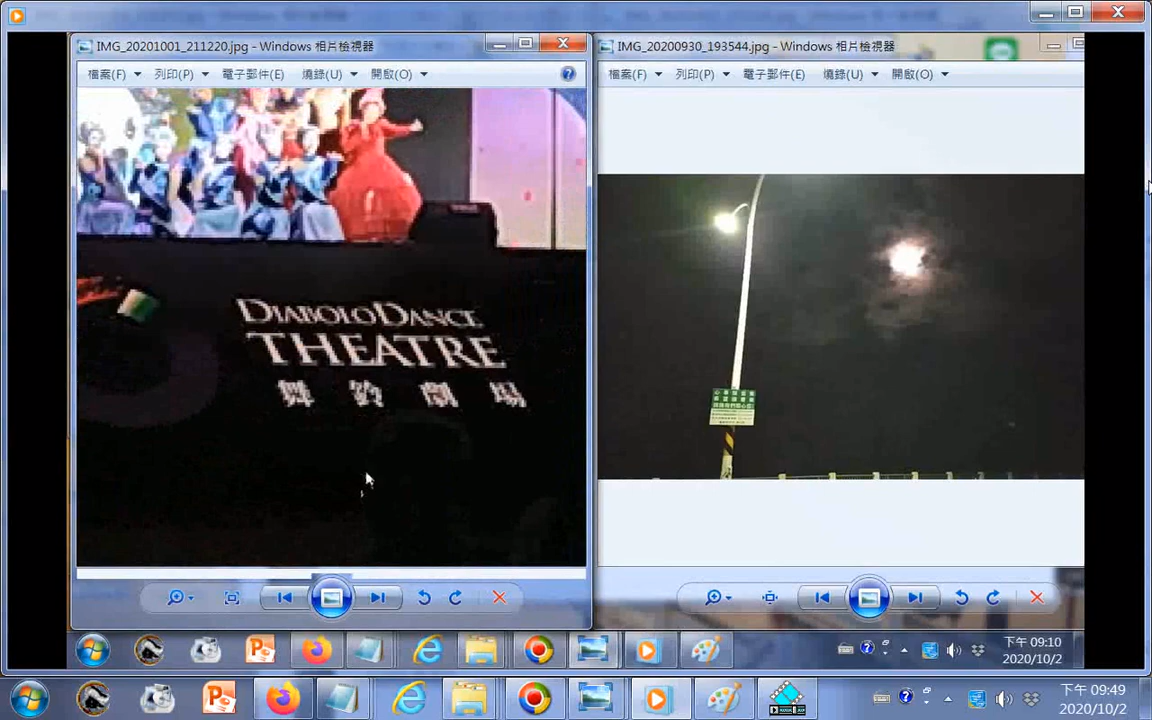 IMG_20201001_211220.jpg - Windows 相片檢視器
檔案(F) 列印(P) 電子郵件(E) 燒錄(U) 開啟(O)
DIABOLODANCE
THEATRE
舞鈴劇場
IMG_20200930_193544.jpg - Windows 相片檢視器
檔案(F) 列印(P) 電子郵件(E) 燒錄(U) 開啟(O)
下午 09:10
2020/10/2
下午 09:49
2020/10/2